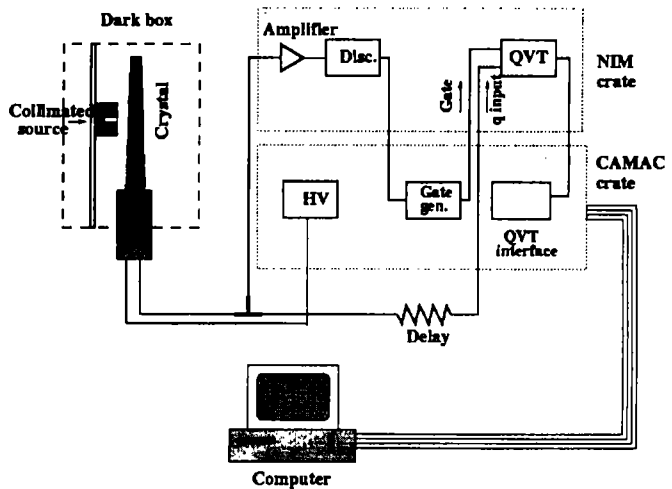 Dark box
Collimated
source
Crystal
Amplifier
Disc.
Gate
q input
QVT
NIM
crate
HV
Gate
gen.
QVT
interface
CAMAC
crate
Delay
Computer